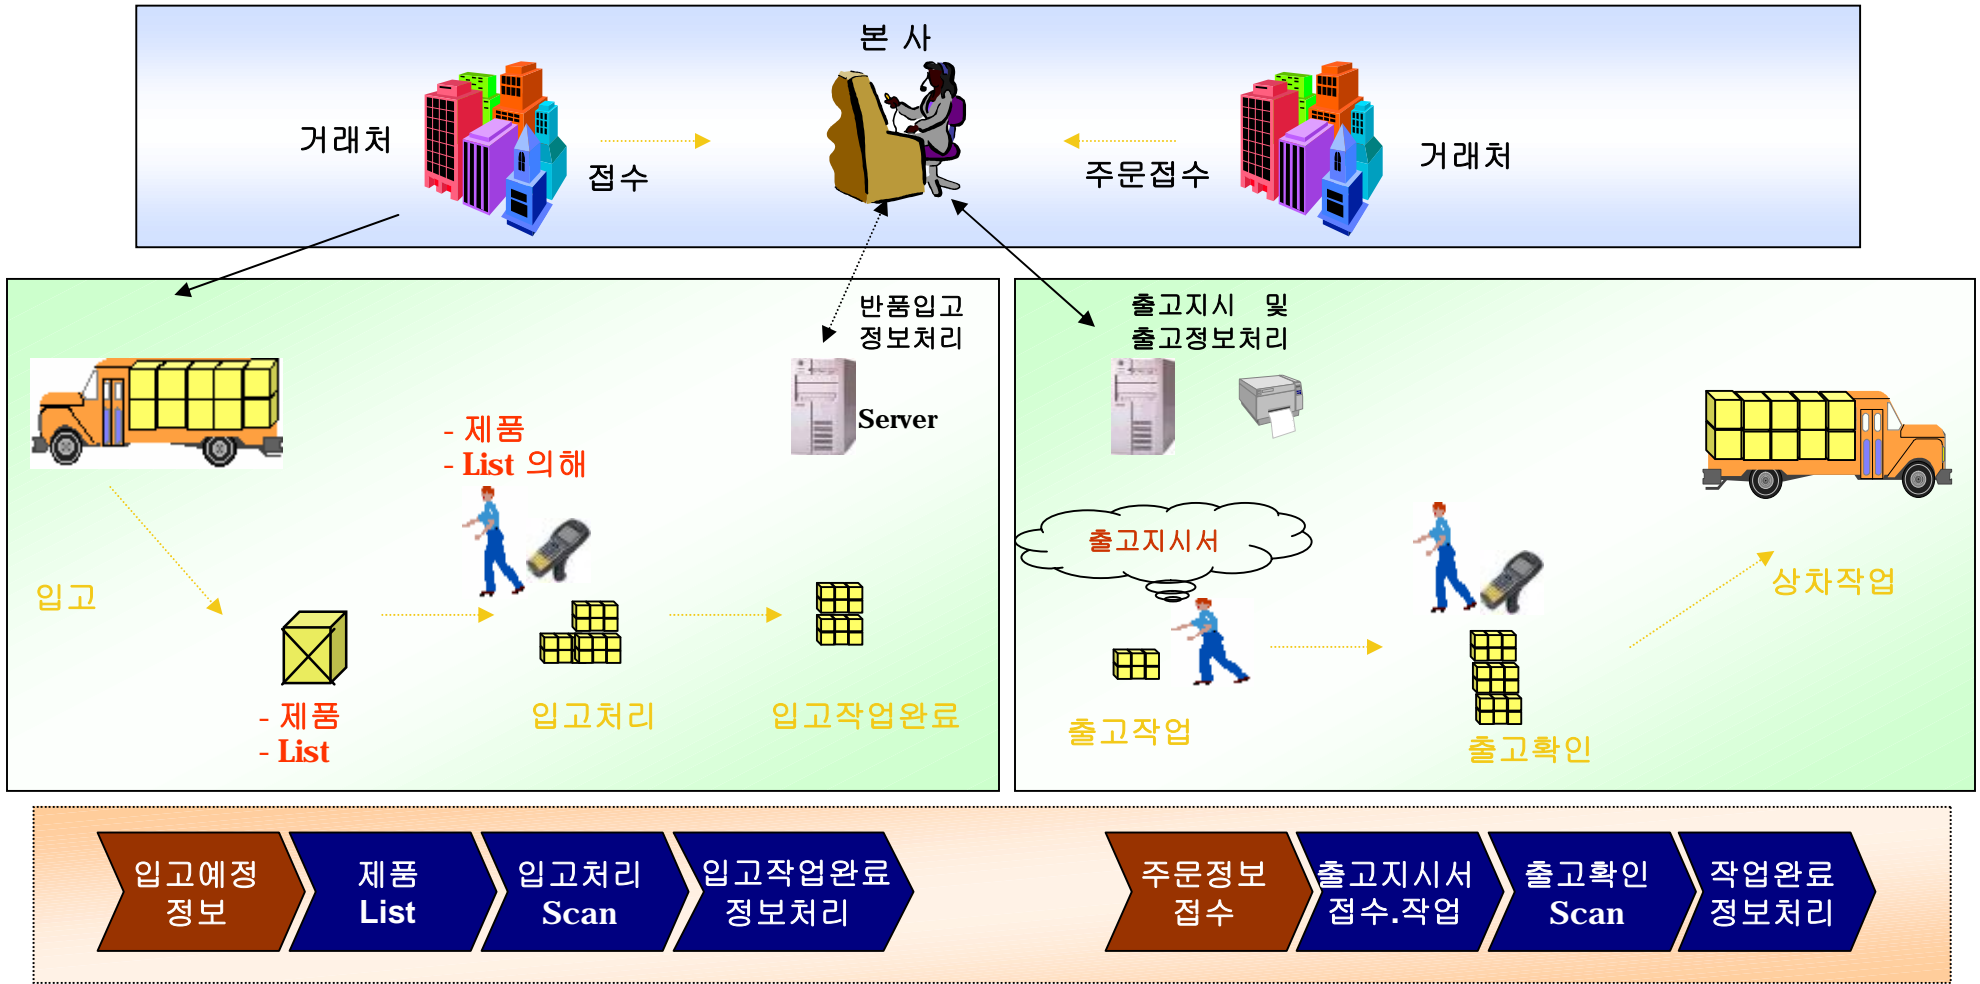 본 사
거래처
접수
주문접수
거래처
반품입고
정보처리
Server
- 제품
- List 의해
입고
- 제품
- List
입고처리
입고작업완료
출고지시 및
출고정보처리
출고지시서
출고작업
출고확인
상차작업
입고예정
정보
제품
List
입고처리
Scan
입고작업완료
정보처리
주문정보
접수
출고지시서
접수.작업
출고확인
Scan
작업완료
정보처리